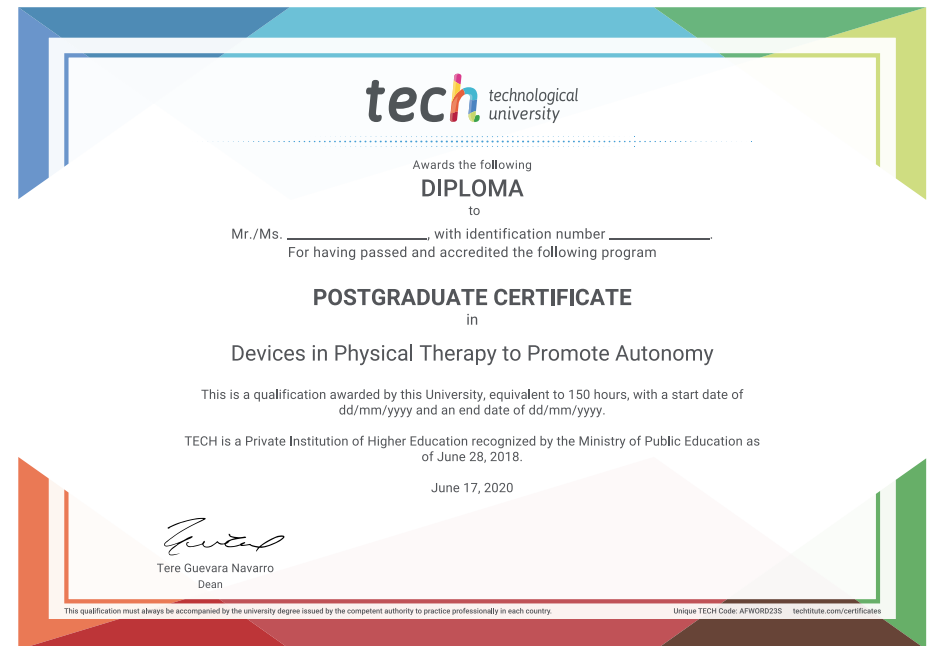 tech technological
university
Awards the following
DIPLOMA
to
Mr./Ms. ____________________, with identification number ______________.
For having passed and accredited the following program
POSTGRADUATE CERTIFICATE
in
Devices in Physical Therapy to Promote Autonomy
This is a qualification awarded by this University, equivalent to 150 hours, with a start date of
dd/mm/yyyy and an end date of dd/mm/yyyy.
TECH is a Private Institution of Higher Education recognized by the Ministry of Public Education as
of June 28, 2018.
June 17, 2020
Tere Guevara Navarro
Dean
This qualification must always be accompanied by the university degree issued by the competent authority to practice professionally in each country.
Unique TECH Code: AFWORD23S techtitute.com/certificates